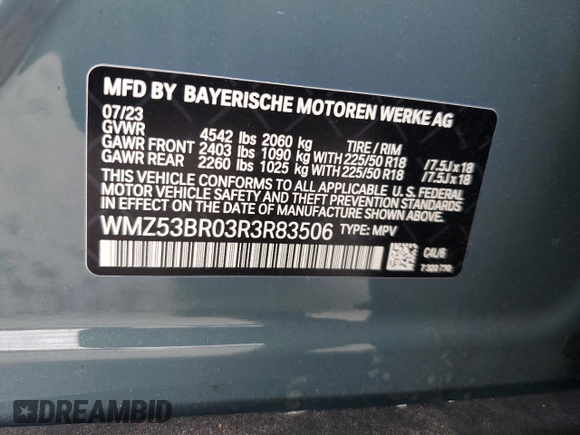 MFD BY BAYERISCHE MOTOREN WERKE AG
07/23
GVWR 4542 lbs 2060 kg TIRE / RIM
GAWR FRONT 2403 lbs 1090 kg WITH 225/50 R18 /7.5J x 18
GAWR REAR 2260 lbs 1025 kg WITH 225/50 R18 /7.5J x 18
THIS VEHICLE CONFORMS TO ALL APPLICABLE U.S. FEDERAL
MOTOR VEHICLE SAFETY, BUMPER, AND THEFT PREVENTION STANDARDS
IN EFFECT ON THE DATE OF MANUFACTURE SHOWN ABOVE.
WMZ53BR03R3R83506 TYPE: MPV
C4L/6
DREAMBID